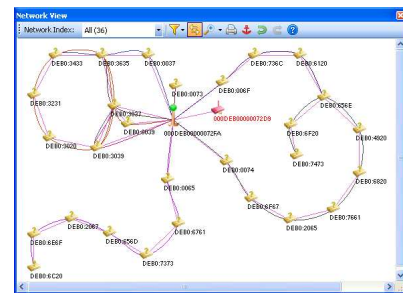 Network View
Network Index: All (36)
DEB0:3433
DEB0:3635
DEB0:0037
DEB0:736C
DEB0:6120
DEB0:0073
DEB0:006F
DEB0:656E
DEB0:3231
DEB0:3037
000DEB00000072D9
DEB0:0039
000DEB00000072FA
DEB0:6F20
DEB0:4920
DEB0:3020
DEB0:3039
DEB0:7473
DEB0:0074
DEB0:6820
DEB0:0065
DEB0:6F67
DEB0:7661
DEB0:2065
DEB0:2067
DEB0:6761
DEB0:6E6F
DEB0:656D
DEB0:7373
DEB0:6C20